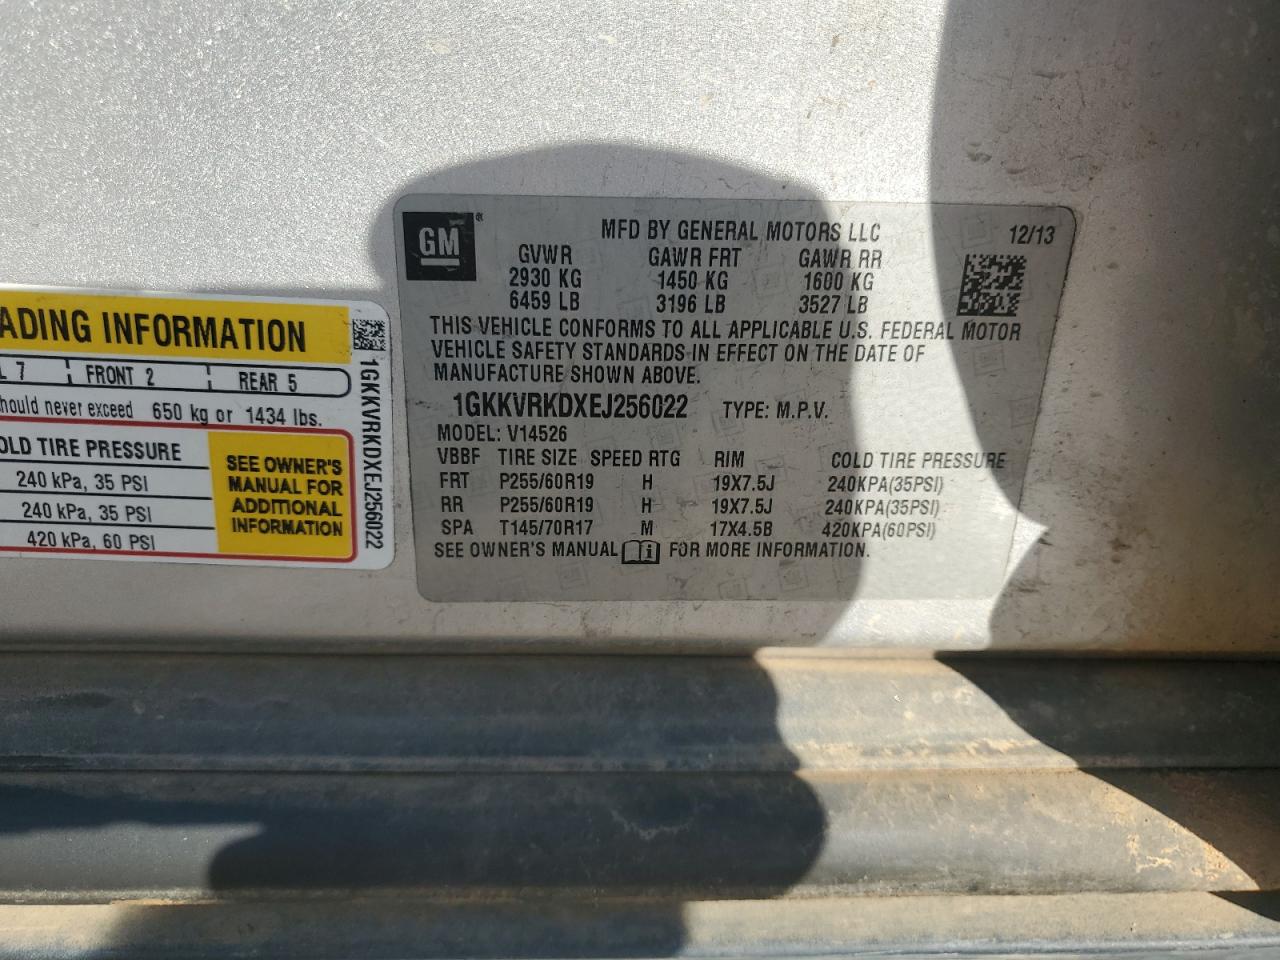 ADING INFORMATION
L 7 FRONT 2 REAR 5
hould never exceed 650 kg or 1434 lbs.
OLD TIRE PRESSURE
240 kPa, 35 PSI
240 kPa, 35 PSI
420 kPa, 60 PSI
SEE OWNER'S
MANUAL FOR
ADDITIONAL
INFORMATION
1GKKVRKDXEJ256022
GM ®
MFD BY GENERAL MOTORS LLC 12/13
GVWR GAWR FRT GAWR RR
2930 KG 1450 KG 1600 KG
6459 LB 3196 LB 3527 LB
THIS VEHICLE CONFORMS TO ALL APPLICABLE U.S. FEDERAL MOTOR
VEHICLE SAFETY STANDARDS IN EFFECT ON THE DATE OF
MANUFACTURE SHOWN ABOVE.
1GKKVRKDXEJ256022 TYPE: M.P.V.
MODEL: V14526
VBBF TIRE SIZE SPEED RTG RIM COLD TIRE PRESSURE
FRT P255/60R19 H 19X7.5J 240KPA(35PSI)
RR P255/60R19 H 19X7.5J 240KPA(35PSI)
SPA T145/70R17 M 17X4.5B 420KPA(60PSI)
SEE OWNER'S MANUAL FOR MORE INFORMATION.